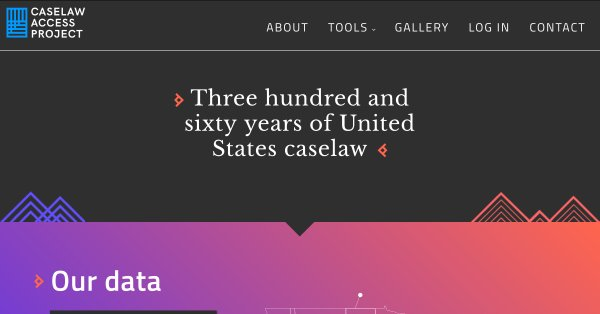 CASELAW
ACCESS
PROJECT
ABOUT TOOLS GALLERY LOG IN CONTACT
Three hundred and
sixty years of United
States caselaw
Our data